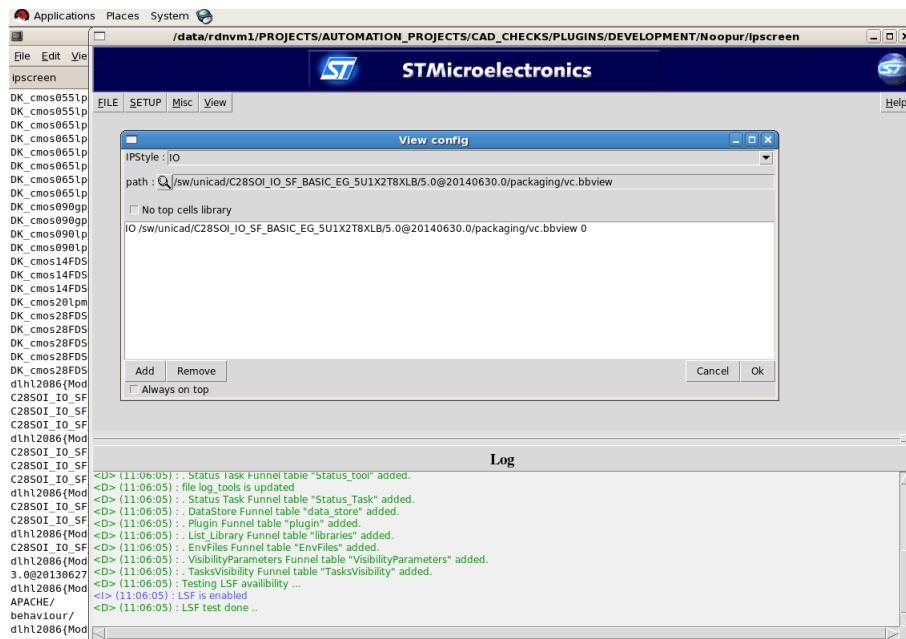 Applications Places System
/data/rdnvm1/PROJECTS/AUTOMATION_PROJECTS/CAD_CHECKS/PLUGINS/DEVELOPMENT/Noopur/ipscreen
File Edit Vie
ipscreen
ST STMicroelectronics ST
FILE SETUP Misc View Help
DK_cmos055lp
DK_cmos055lp
DK_cmos065lp
DK_cmos065lp
DK_cmos065lp
DK_cmos065lp
DK_cmos065lp
DK_cmos065lp
DK_cmos090gp
DK_cmos090gp
DK_cmos090lp
DK_cmos090lp
DK_cmos14FDS
DK_cmos14FDS
DK_cmos14FDS
DK_cmos20lpm
DK_cmos28FDS
DK_cmos28FDS
DK_cmos28FDS
DK_cmos28FDS
DK_cmos28FDS
dlhl2086{Mod
C28SOI_IO_SF
C28SOI_IO_SF
C28SOI_IO_SF
dlhl2086{Mod
C28SOI_IO_SF
C28SOI_IO_SF
C28SOI_IO_SF
dlhl2086{Mod
C28SOI_IO_SF
C28SOI_IO_SF
dlhl2086{Mod
C28SOI_IO_SF
dlhl2086{Mod
3.0@20130627
dlhl2086{Mod
APACHE/
behaviour/
dlhl2086{Mod
View config
IPStyle : IO
path : /sw/unicad/C28SOI_IO_SF_BASIC_EG_5U1X2T8XLB/5.0@20140630.0/packaging/vc.bbview
No top cells library
IO /sw/unicad/C28SOI_IO_SF_BASIC_EG_5U1X2T8XLB/5.0@20140630.0/packaging/vc.bbview 0
Add Remove Cancel Ok
Always on top
Log
<D> (11:06:05) : . Status Task Funnel table "Status_tool" added.
<D> (11:06:05) : file log_tools is updated
<D> (11:06:05) : . Status Task Funnel table "Status_Task" added.
<D> (11:06:05) : . DataStore Funnel table "data_store" added.
<D> (11:06:05) : . Plugin Funnel table "plugin" added.
<D> (11:06:05) : . List_Library Funnel table "libraries" added.
<D> (11:06:05) : . EnvFiles Funnel table "EnvFiles" added.
<D> (11:06:05) : . VisibilityParameters Funnel table "VisibilityParameters" added.
<D> (11:06:05) : . TasksVisibility Funnel table "TasksVisibility" added.
<D> (11:06:05) : Testing LSF availibility ...
<I> (11:06:05) : LSF is enabled
<D> (11:06:05) : LSF test done ..